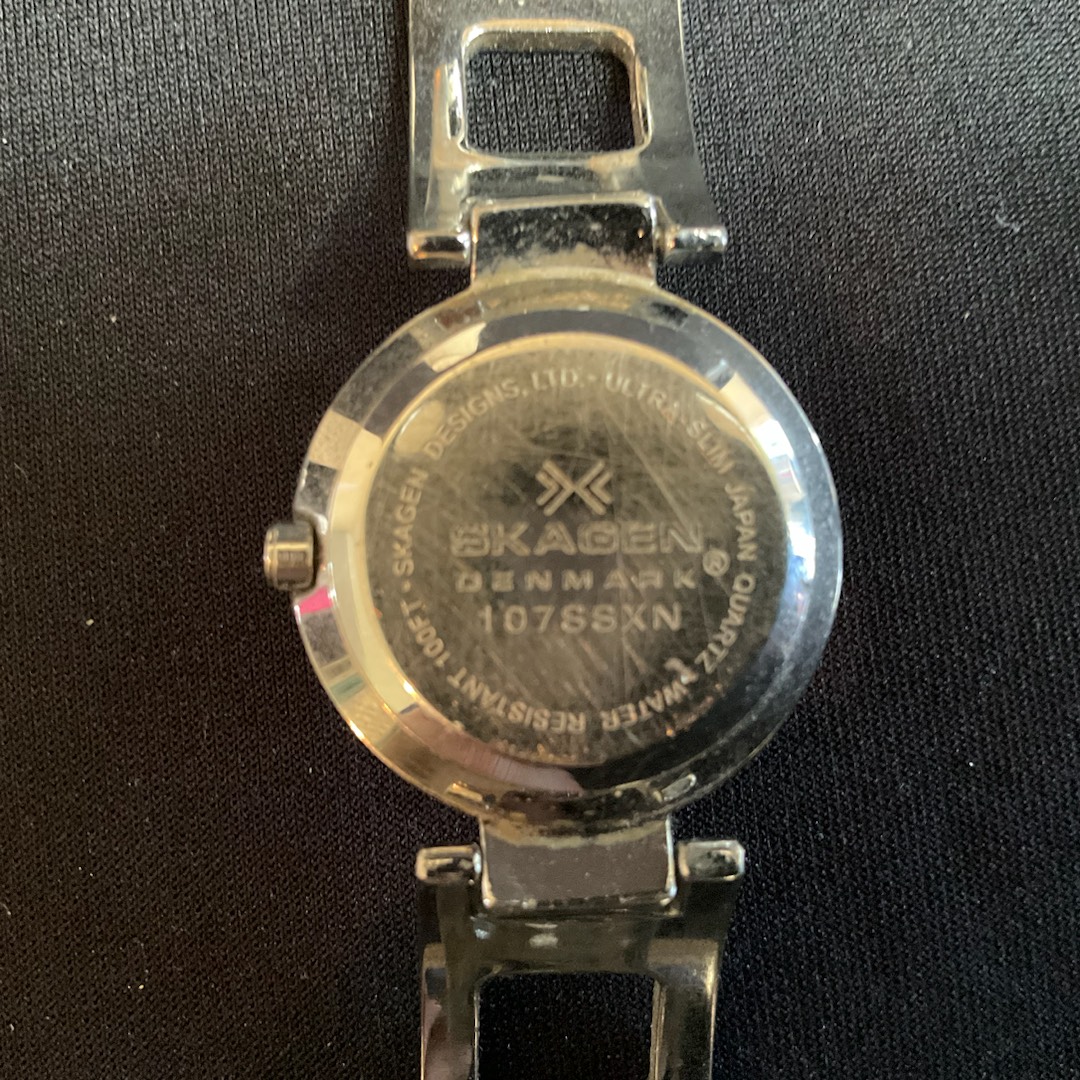 SKAGEN
®
DENMARK
107SSXN
• SKAGEN DESIGNS, LTD. - ULTRA-SLIM JAPAN QUARTZ WATER RESISTANT 100FT